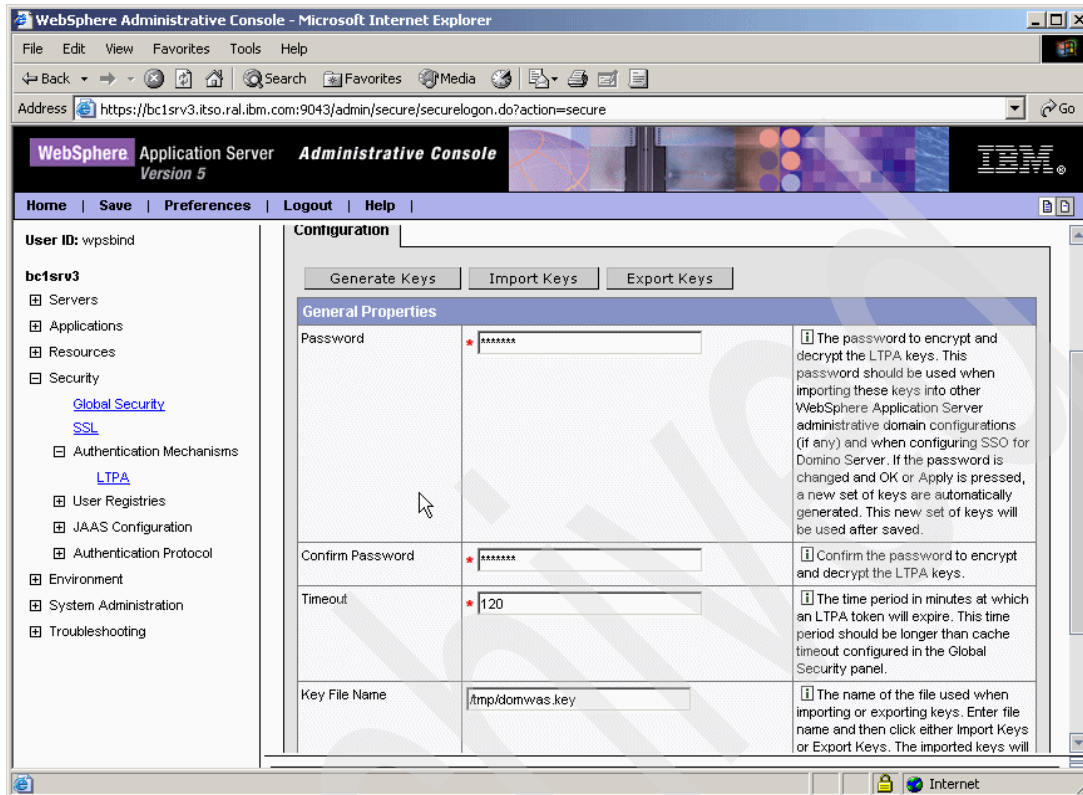 WebSphere Administrative Console - Microsoft Internet Explorer
File Edit View Favorites Tools Help
Back Search Favorites Media
Address https://bc1srv3.itso.ral.ibm.com:9043/admin/secure/securelogon.do?action=secure Go
WebSphere Application Server Administrative Console
Version 5
IBM
Home | Save | Preferences | Logout | Help |
User ID: wpsbind
bc1srv3
Servers
Applications
Resources
Security
Global Security
SSL
Authentication Mechanisms
LTPA
User Registries
JAAS Configuration
Authentication Protocol
Environment
System Administration
Troubleshooting
Configuration
Generate Keys Import Keys Export Keys
General Properties
Password * *******
The password to encrypt and
decrypt the LTPA keys. This
password should be used when
importing these keys into other
WebSphere Application Server
administrative domain configurations
(if any) and when configuring SSO for
Domino Server. If the password is
changed and OK or Apply is pressed,
a new set of keys are automatically
generated. This new set of keys will
be used after saved.
Confirm Password * *******
Confirm the password to encrypt
and decrypt the LTPA keys.
Timeout * 120
The time period in minutes at which
an LTPA token will expire. This time
period should be longer than cache
timeout configured in the Global
Security panel.
Key File Name /tmp/domwas.key
The name of the file used when
importing or exporting keys. Enter file
name and then click either Import Keys
or Export Keys. The imported keys will
Internet